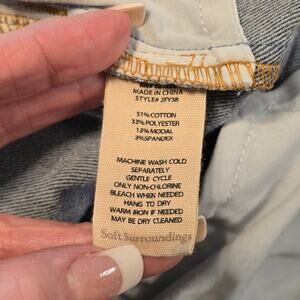 MADE IN CHINA
STYLE# 2FY38
51% COTTON
33% POLYESTER
13% MODAL
3% SPANDEX
MACHINE WASH COLD
SEPARATELY
GENTLE CYCLE
ONLY NON-CHLORINE
BLEACH WHEN NEEDED
HANG TO DRY
WARM IRON IF NEEDED
MAY BE DRY CLEANED
Soft Surroundings